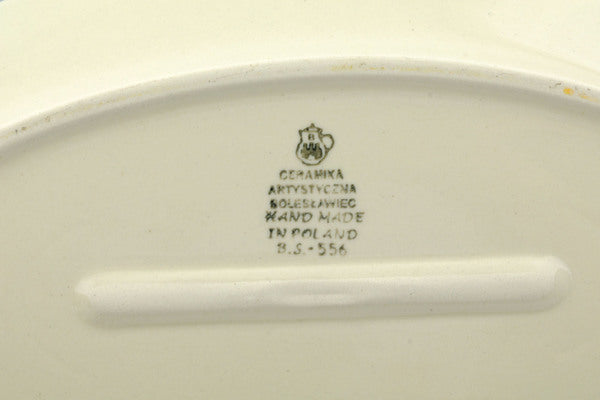 B
CERAMIKA
ARTYSTYCZNA
BOLESŁAWIEC
HAND MADE
IN POLAND
B.S.-556